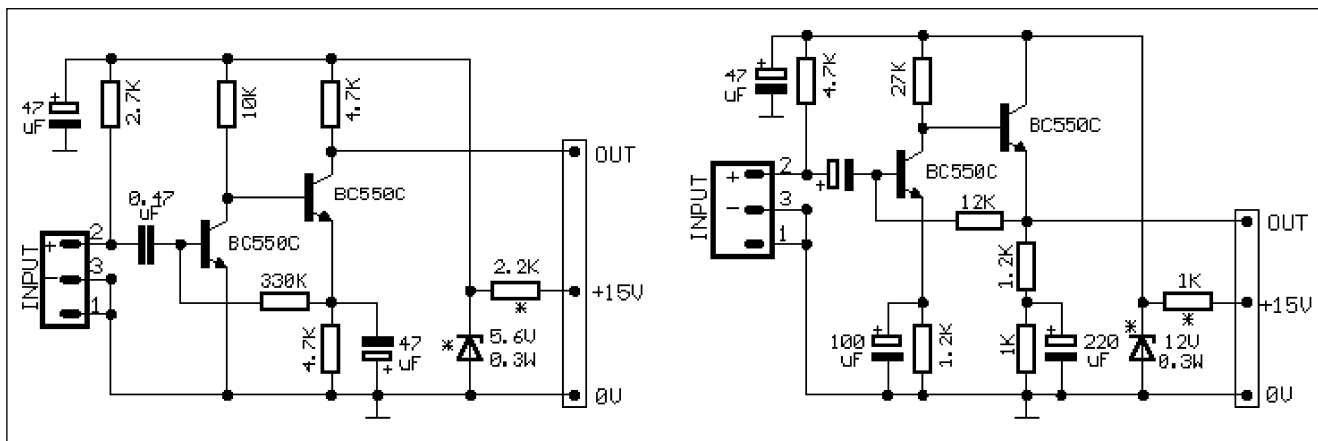 47
uF
+
2.7K
10K
4.7K
OUT
BC550C
0.47
uF
BC550C
INPUT
+
2
-
3
1
330K
2.2K
*
+15V
4.7K
47
uF
+
*
5.6V
0.3W
0V
47
uF
+
4.7K
27K
BC550C
INPUT
+
2
-
3
1
+
BC550C
12K
OUT
1.2K
1K
*
+15V
100
uF
+
1.2K
1K
+
220
uF
*
12V
0.3W
0V